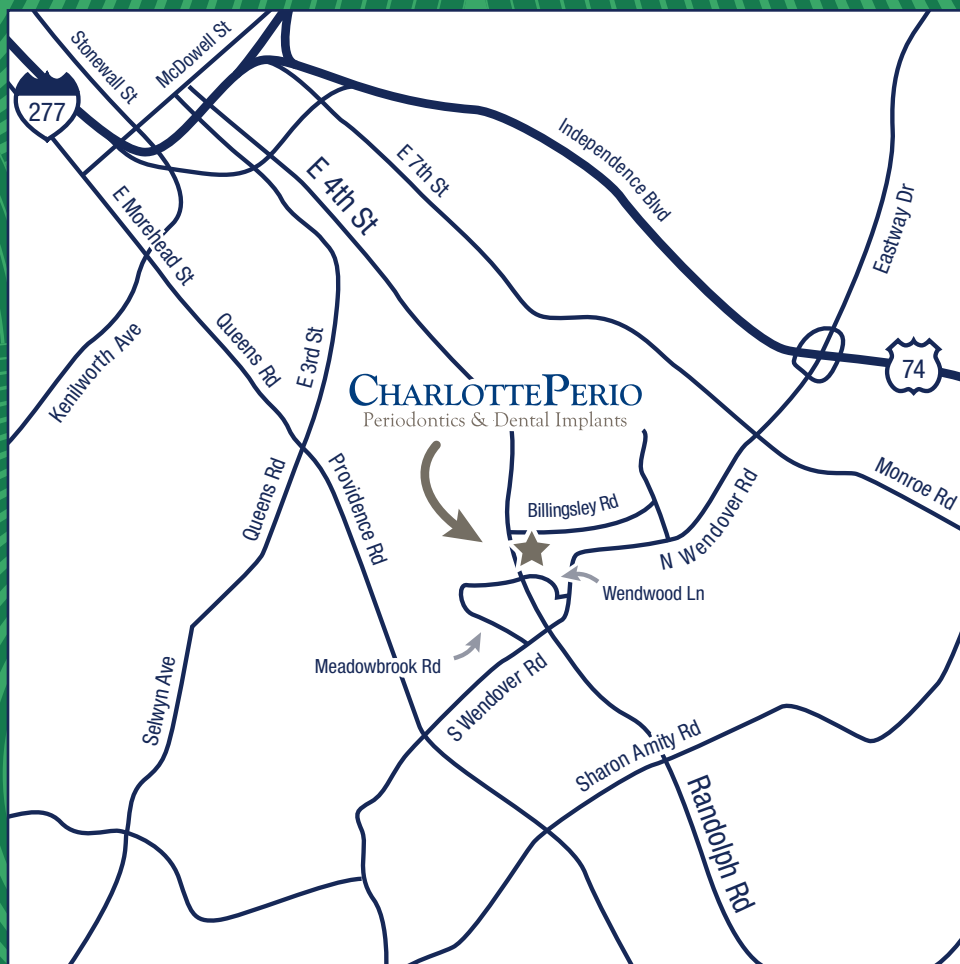 Stonewall St
McDowell St
277
Independence Blvd
E 7th St
E 4th St
E Morehead St
Eastway Dr
Kenilworth Ave
Queens Rd
E 3rd St
74
CHARLOTTEPERIO
Periodontics & Dental Implants
Queens Rd
Providence Rd
Monroe Rd
Billingsley Rd
N Wendover Rd
Wendwood Ln
Meadowbrook Rd
S Wendover Rd
Selwyn Ave
Sharon Amity Rd
Randolph Rd